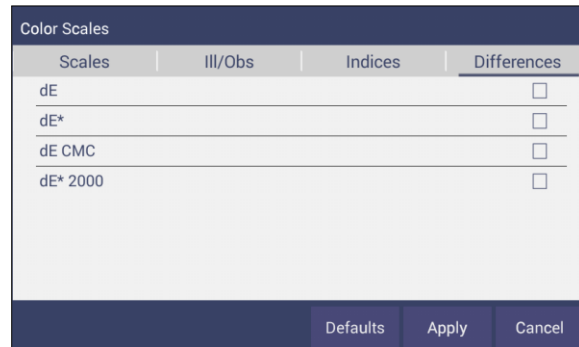 Color Scales
Scales Ill/Obs Indices Differences
dE
dE*
dE CMC
dE* 2000
Defaults Apply Cancel